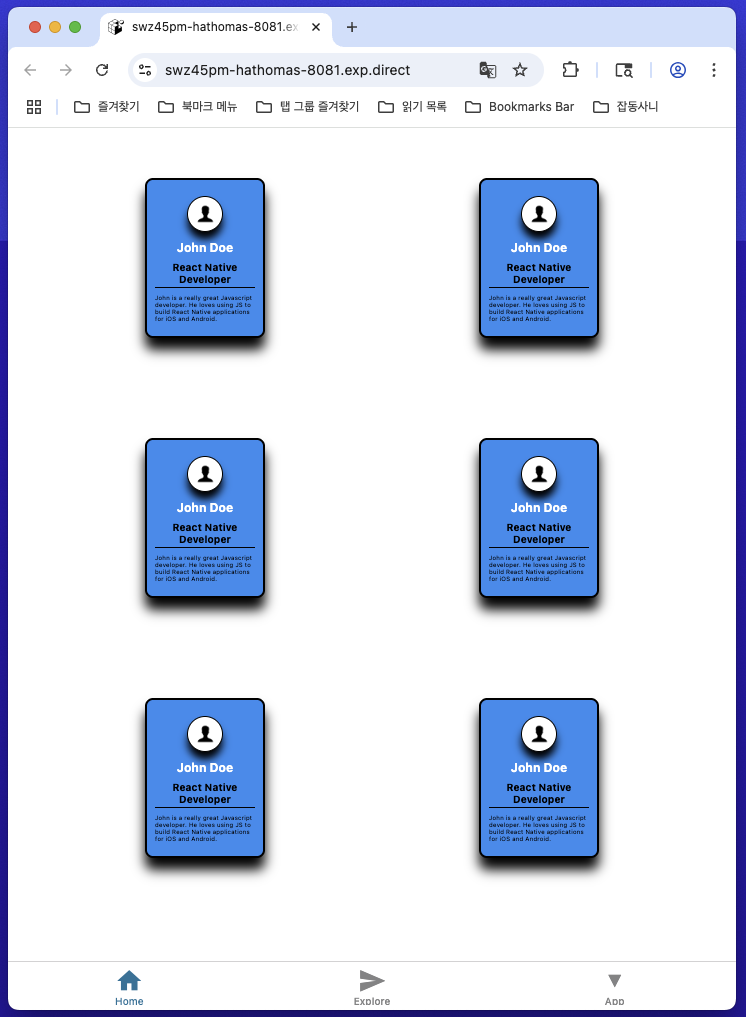 swz45pm-hathomas-8081.ex
swz45pm-hathomas-8081.exp.direct
즐겨찾기 북마크 메뉴 탭 그룹 즐겨찾기 읽기 목록 Bookmarks Bar 잡동사니
John Doe
React Native
Developer
John is a really great Javascript
developer. He loves using JS to
build React Native applications
for iOS and Android.
John Doe
React Native
Developer
John is a really great Javascript
developer. He loves using JS to
build React Native applications
for iOS and Android.
John Doe
React Native
Developer
John is a really great Javascript
developer. He loves using JS to
build React Native applications
for iOS and Android.
John Doe
React Native
Developer
John is a really great Javascript
developer. He loves using JS to
build React Native applications
for iOS and Android.
John Doe
React Native
Developer
John is a really great Javascript
developer. He loves using JS to
build React Native applications
for iOS and Android.
John Doe
React Native
Developer
John is a really great Javascript
developer. He loves using JS to
build React Native applications
for iOS and Android.
Home Explore App